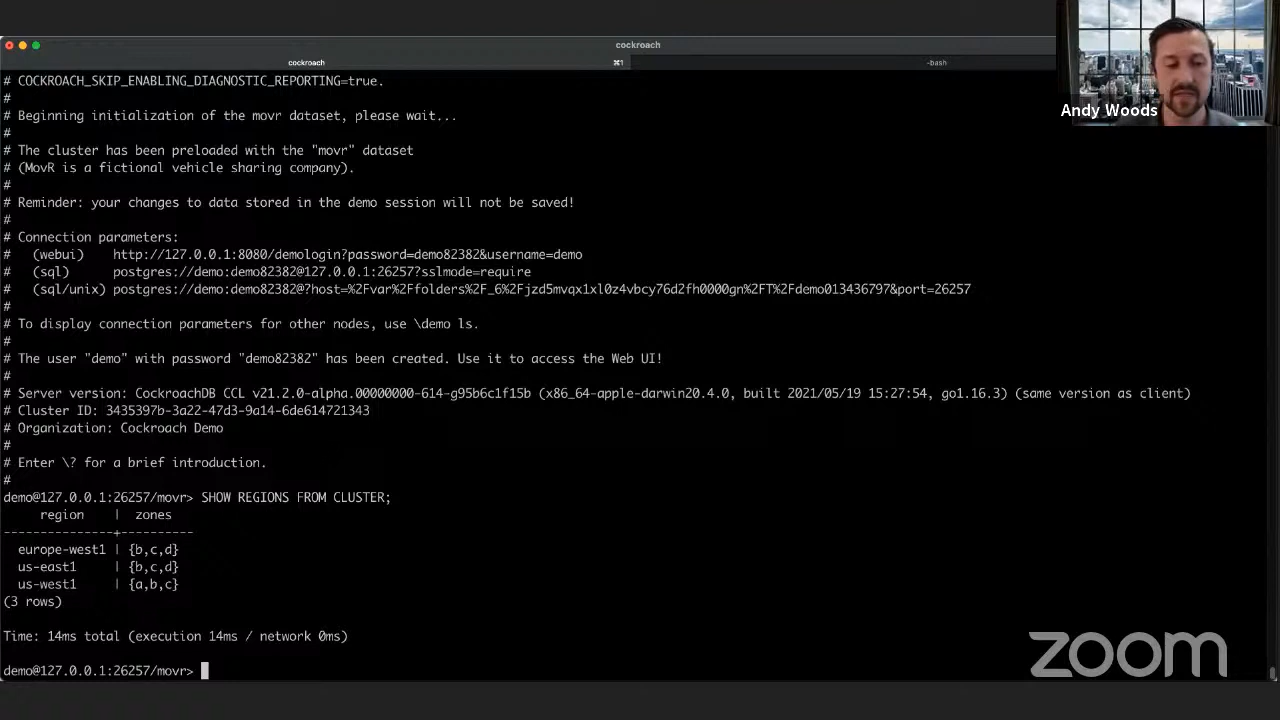 cockroach
cockroach
⌘1
-bash
# COCKROACH_SKIP_ENABLING_DIAGNOSTIC_REPORTING=true.
#
# Beginning initialization of the movr dataset, please wait...
#
# The cluster has been preloaded with the "movr" dataset
# (MovR is a fictional vehicle sharing company).
#
# Reminder: your changes to data stored in the demo session will not be saved!
#
# Connection parameters:
#   (webui)    http://127.0.0.1:8080/demologin?password=demo82382&username=demo
#   (sql)      postgres://demo:demo82382@127.0.0.1:26257?sslmode=require
#   (sql/unix) postgres://demo:demo82382@?host=%2Fvar%2Ffolders%2F_6%2Fjzd5mvqx1xl0z4vbcy76d2fh0000gn%2FT%2Fdemo013436797&port=26257
#
# To display connection parameters for other nodes, use \demo ls.
#
# The user "demo" with password "demo82382" has been created. Use it to access the Web UI!
#
# Server version: CockroachDB CCL v21.2.0-alpha.00000000-614-g95b6c1f15b (x86_64-apple-darwin20.4.0, built 2021/05/19 15:27:54, go1.16.3) (same version as client)
# Cluster ID: 3435397b-3a22-47d3-9a14-6de614721343
# Organization: Cockroach Demo
#
# Enter \? for a brief introduction.
#
demo@127.0.0.1:26257/movr> SHOW REGIONS FROM CLUSTER;
     region    |  zones
---------------+----------
  europe-west1 | {b,c,d}
  us-east1     | {b,c,d}
  us-west1     | {a,b,c}
(3 rows)
Time: 14ms total (execution 14ms / network 0ms)
demo@127.0.0.1:26257/movr>
Andy Woods
zoom